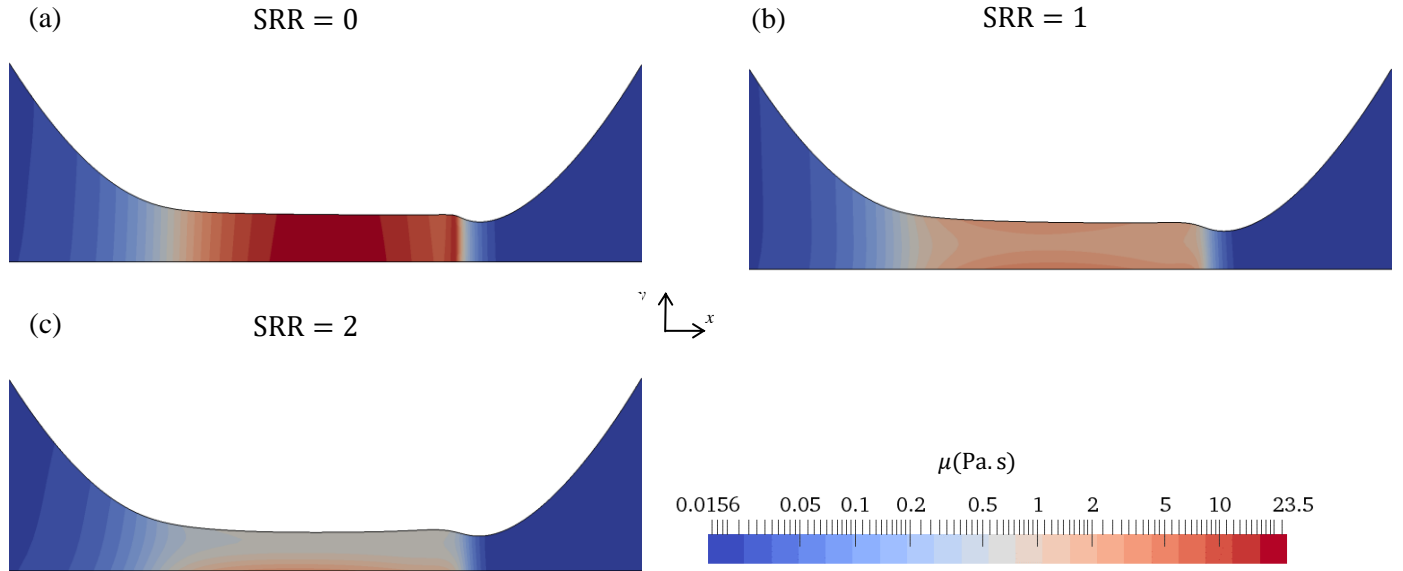 (a) SRR = 0
(b) SRR = 1
(c) SRR = 2
y
x
μ(Pa. s)
0.0156 0.05 0.1 0.2 0.5 1 2 5 10 23.5